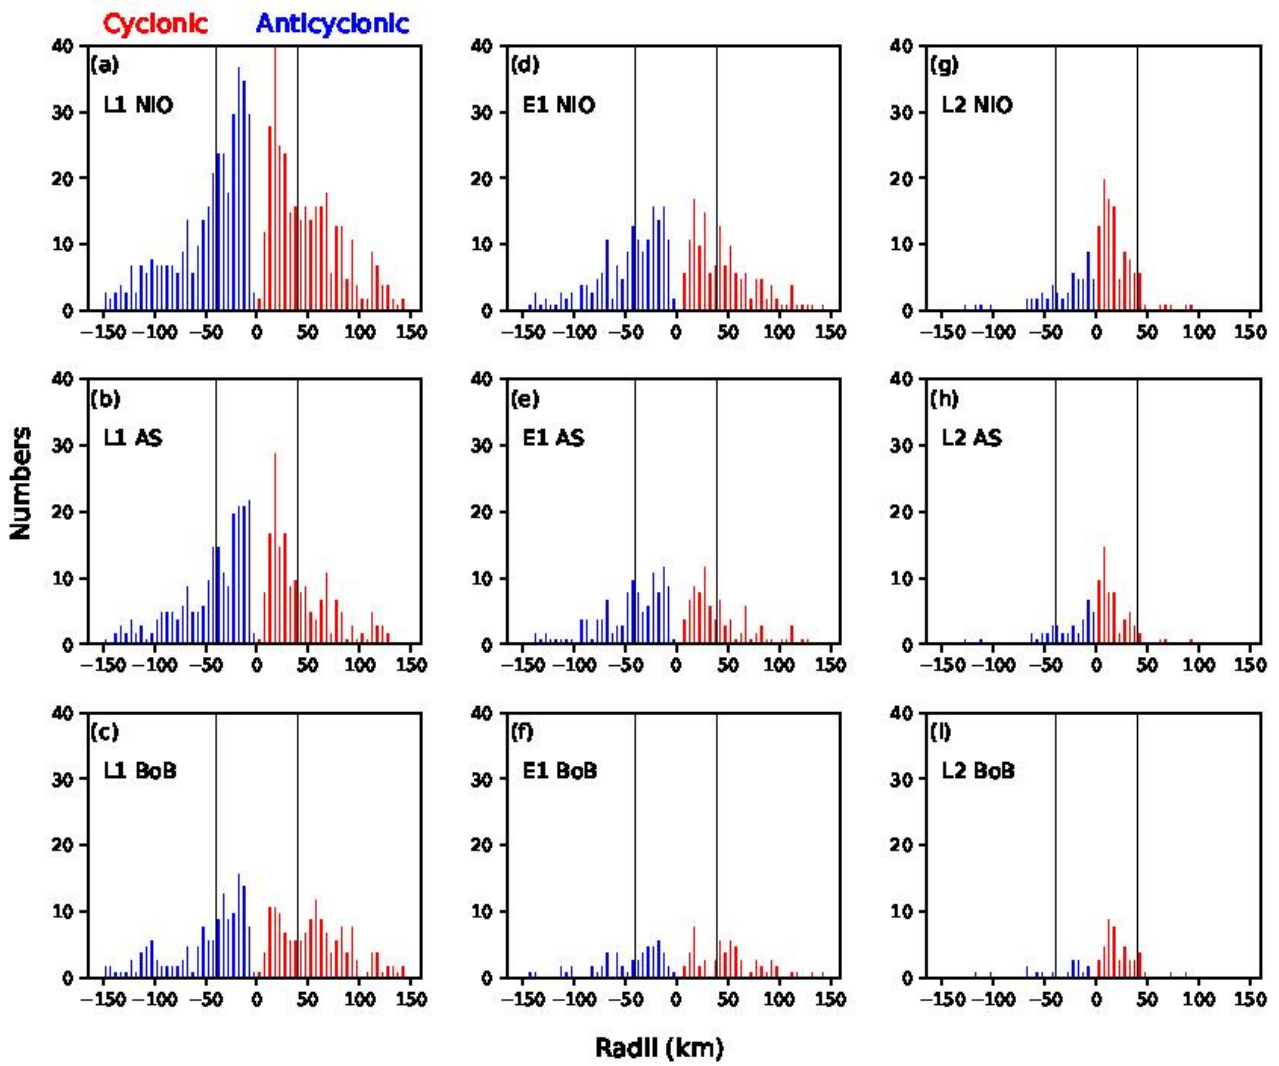 Cyclonic Anticyclonic
40 40 40
(a) (d) (g)
L1 NIO E1 NIO L2 NIO
30 30 30
20 20 20
10 10 10
0 0 0
−150 −100 −50 0 50 100 150 −150 −100 −50 0 50 100 150 −150 −100 −50 0 50 100 150
40 40 40
(b) (e) (h)
L1 AS E1 AS L2 AS
30 30 30
Numbers
20 20 20
10 10 10
0 0 0
−150 −100 −50 0 50 100 150 −150 −100 −50 0 50 100 150 −150 −100 −50 0 50 100 150
40 40 40
(c) (f) (i)
L1 BoB E1 BoB L2 BoB
30 30 30
20 20 20
10 10 10
0 0 0
−150 −100 −50 0 50 100 150 −150 −100 −50 0 50 100 150 −150 −100 −50 0 50 100 150
Radii (km)